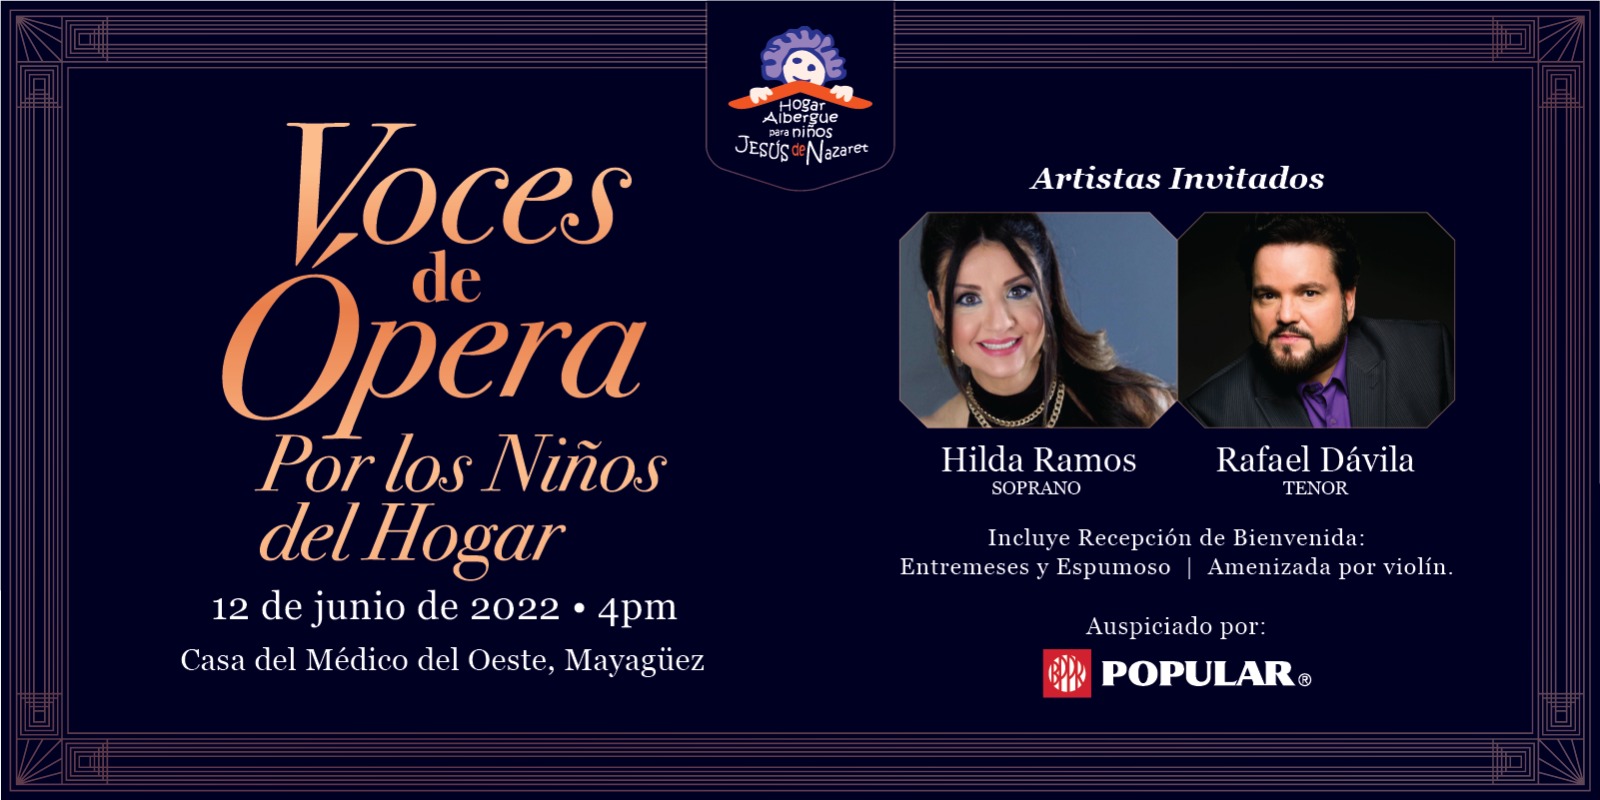 Hogar
Albergue
para niños
JESÚS de Nazaret
Voces
de
Ópera
Por los Niños
del Hogar
12 de junio de 2022 • 4pm
Casa del Médico del Oeste, Mayagüez
Artistas Invitados
Hilda Ramos
SOPRANO
Rafael Dávila
TENOR
Incluye Recepción de Bienvenida:
Entremeses y Espumoso | Amenizada por violín.
Auspiciado por:
BPPR
POPULAR®